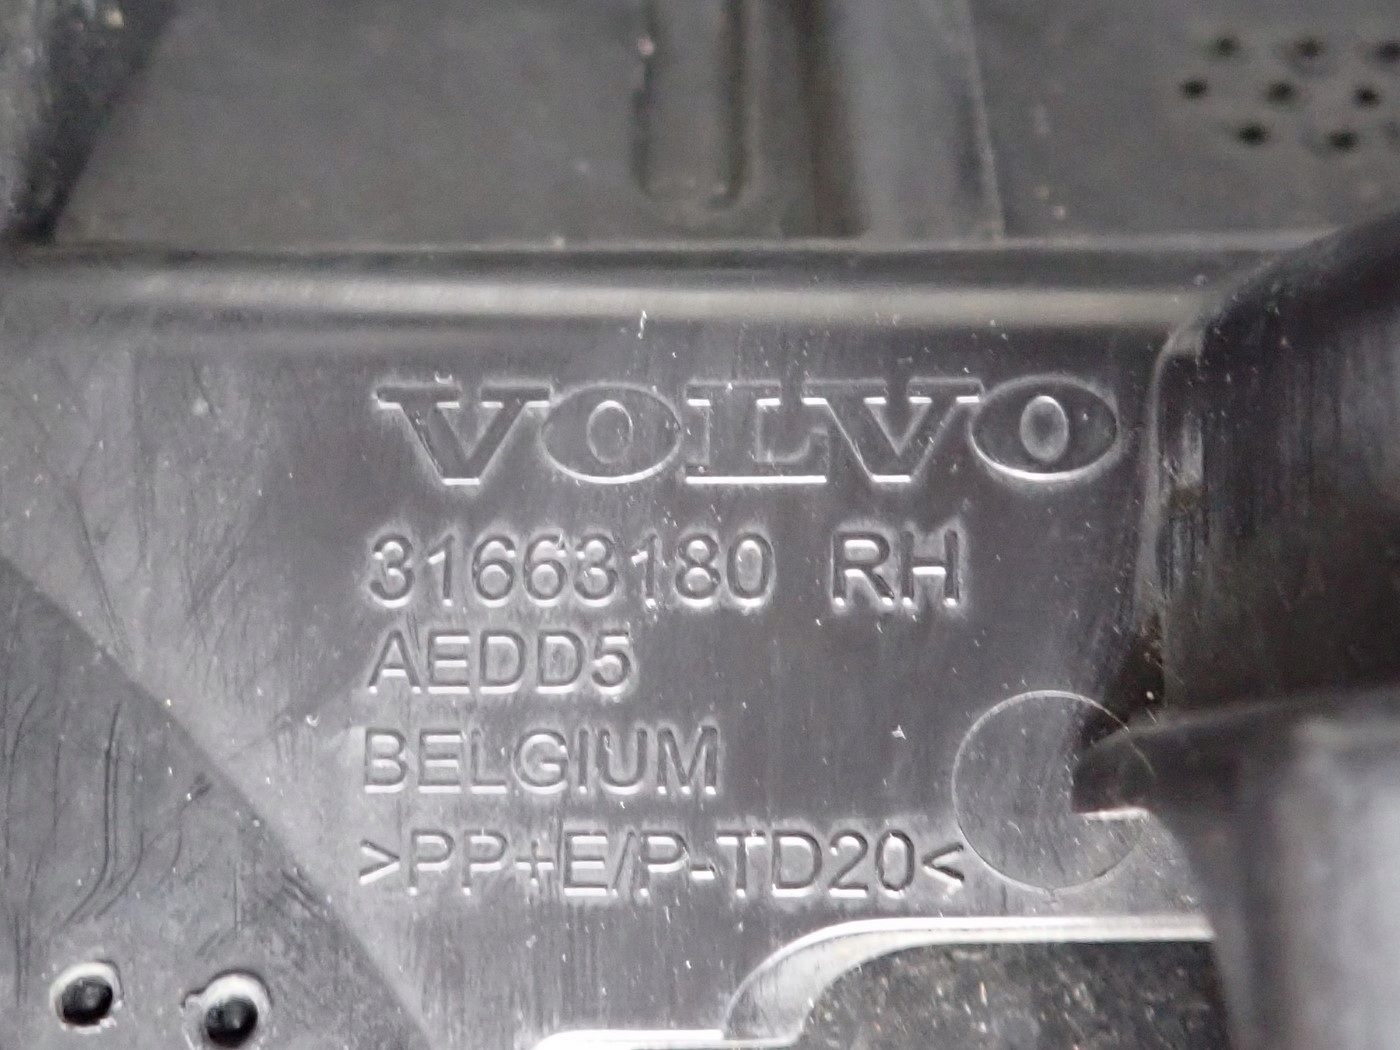 VOLVO
31663180 RH
AEDD5
BELGIUM
>PP+E/P-TD20<